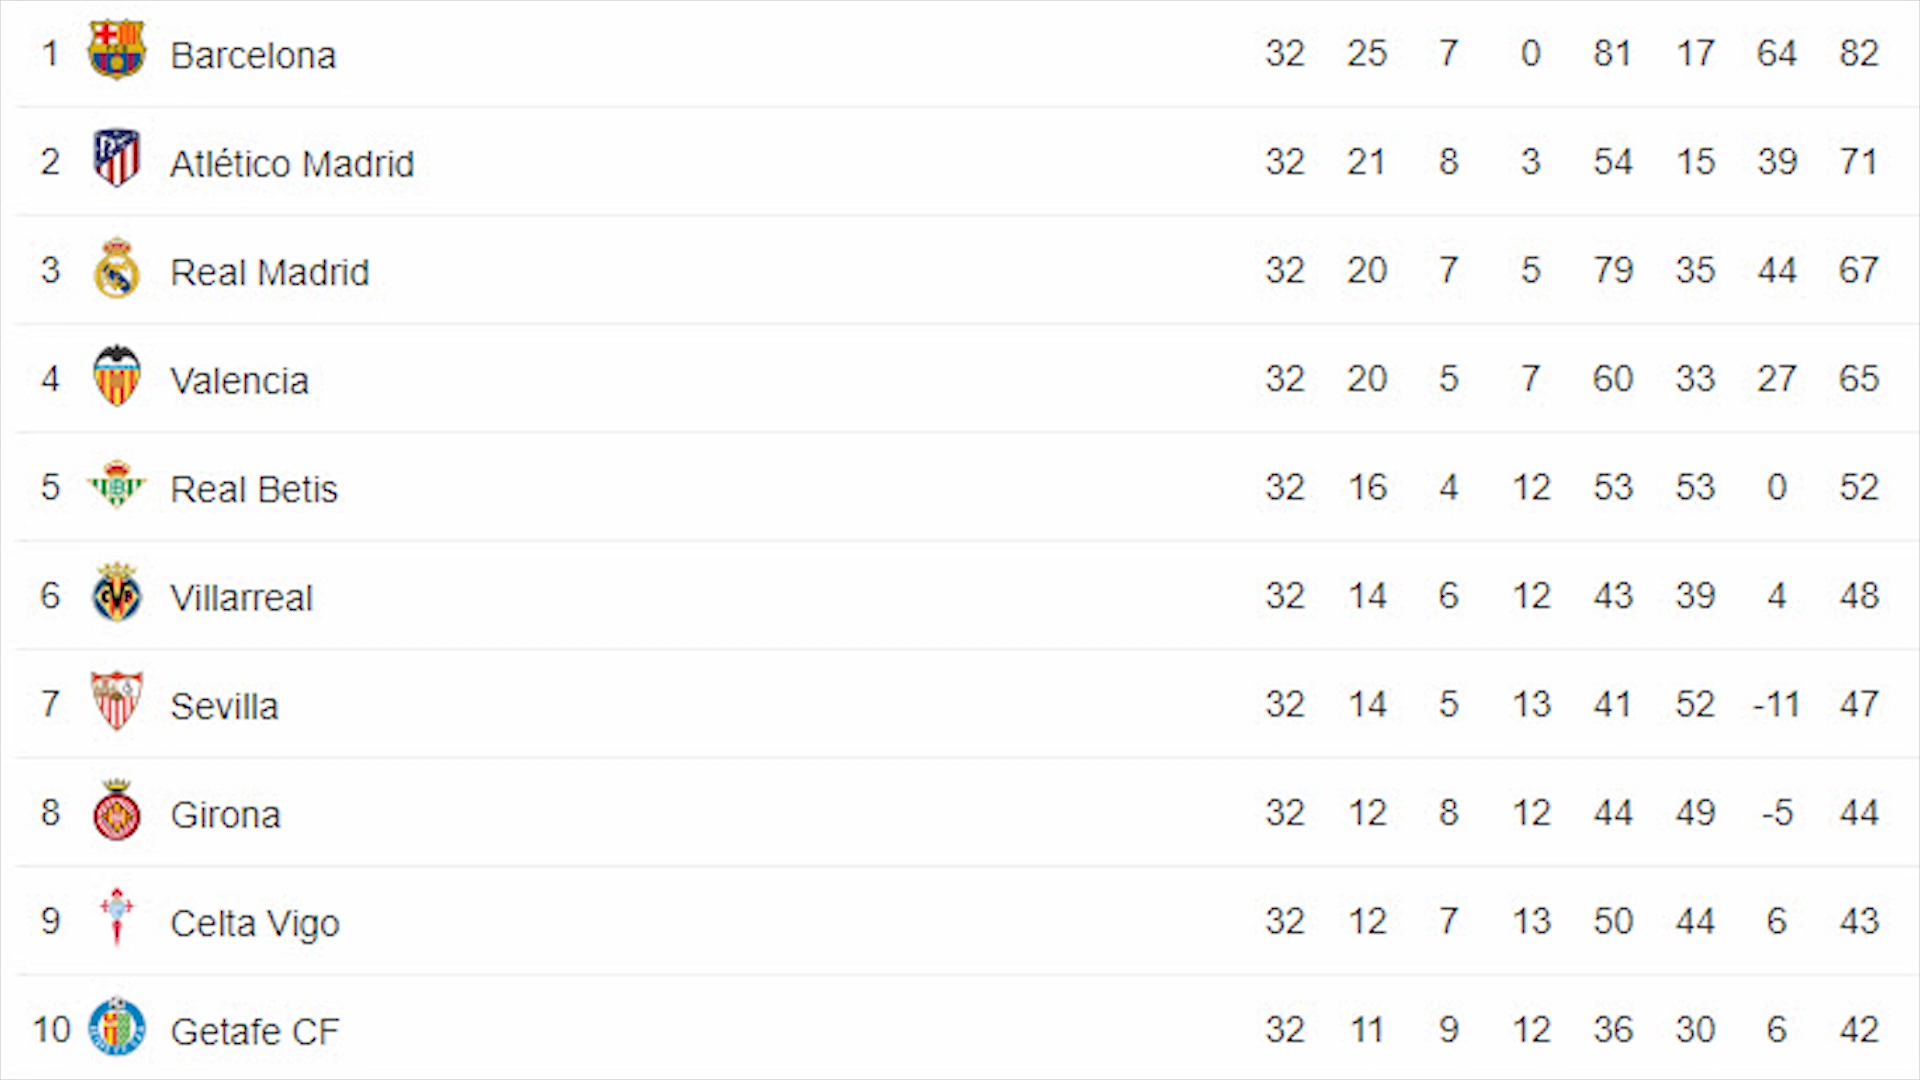 1 Barcelona 32 25 7 0 81 17 64 82
2 Atlético Madrid 32 21 8 3 54 15 39 71
3 Real Madrid 32 20 7 5 79 35 44 67
4 Valencia 32 20 5 7 60 33 27 65
5 Real Betis 32 16 4 12 53 53 0 52
6 Villarreal 32 14 6 12 43 39 4 48
7 Sevilla 32 14 5 13 41 52 -11 47
8 Girona 32 12 8 12 44 49 -5 44
9 Celta Vigo 32 12 7 13 50 44 6 43
10 Getafe CF 32 11 9 12 36 30 6 42